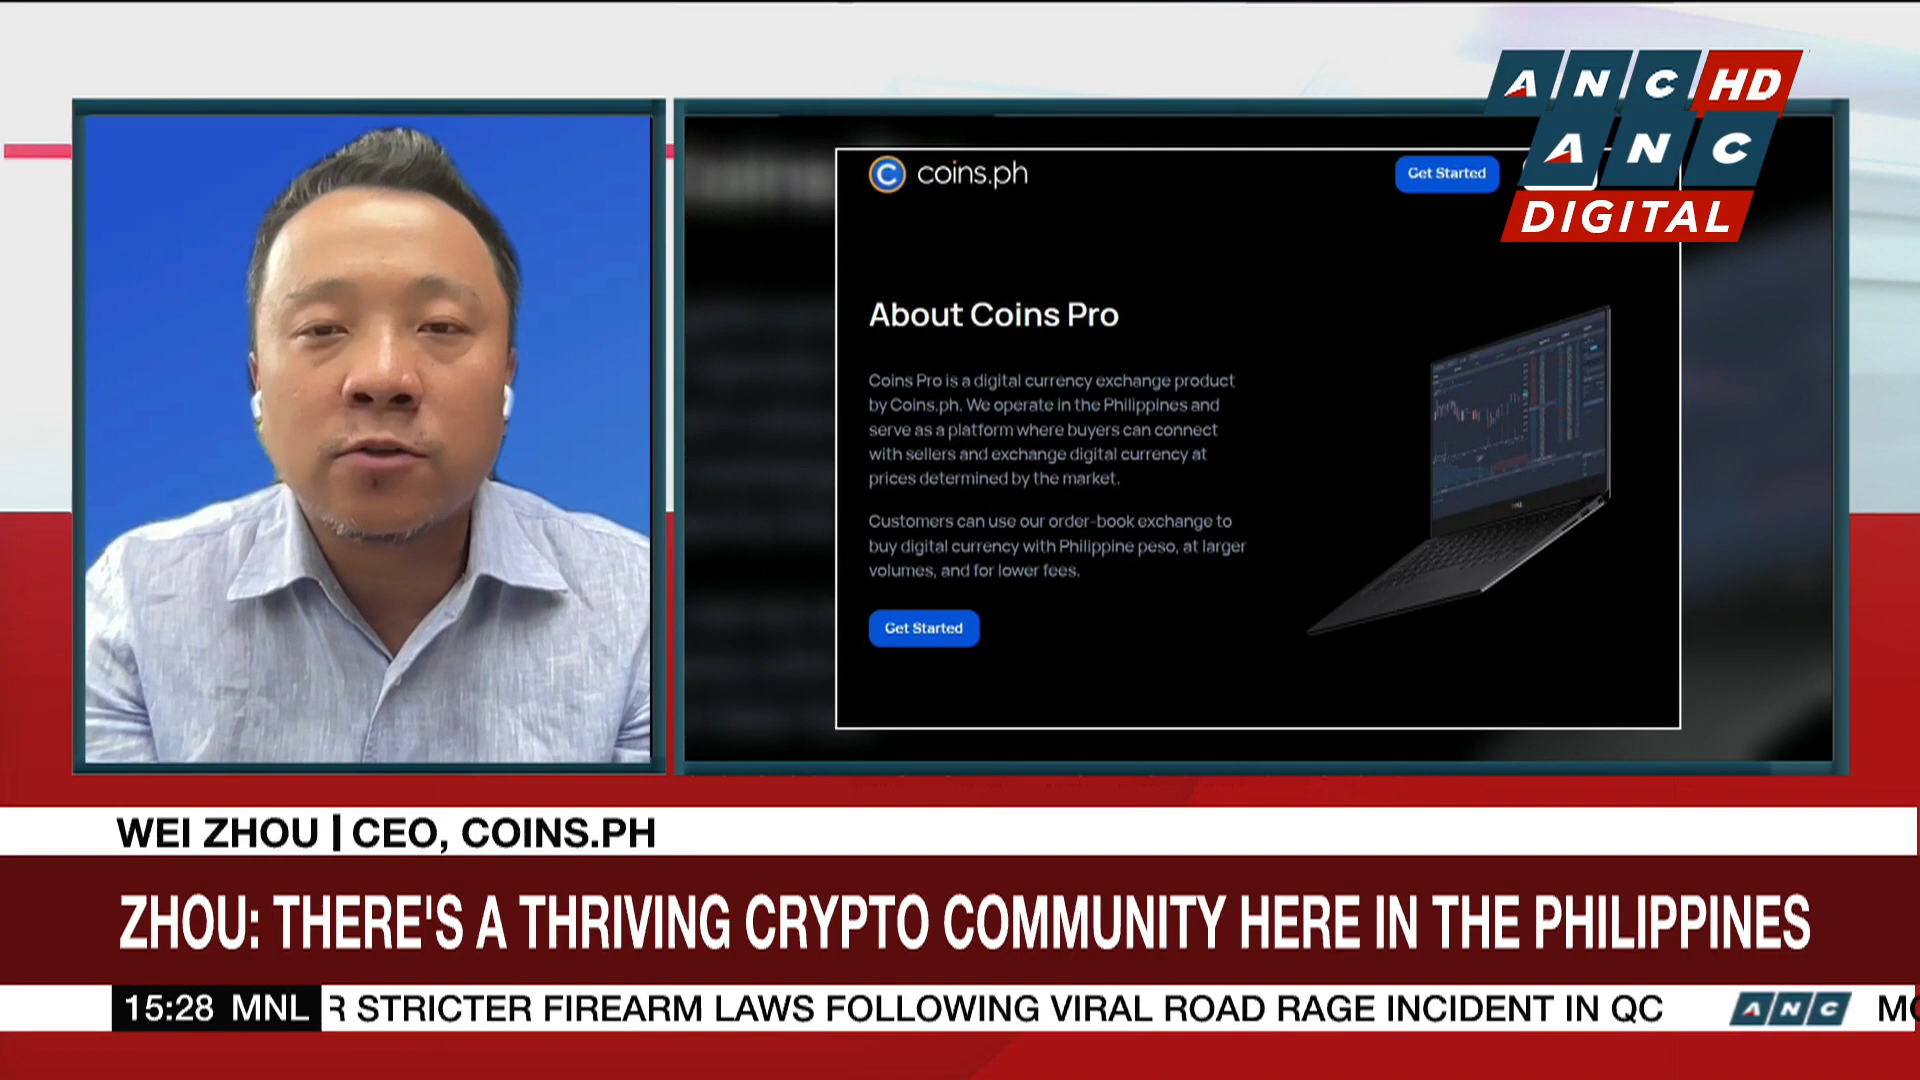 ANC HD
ANC
DIGITAL
coins.ph
Get Started
About Coins Pro
Coins Pro is a digital currency exchange product
by Coins.ph. We operate in the Philippines and
serve as a platform where buyers can connect
with sellers and exchange digital currency at
prices determined by the market.
Customers can use our order-book exchange to
buy digital currency with Philippine peso, at larger
volumes, and for lower fees.
Get Started
WEI ZHOU | CEO, COINS.PH
ZHOU: THERE'S A THRIVING CRYPTO COMMUNITY HERE IN THE PHILIPPINES
15:28 MNL R STRICTER FIREARM LAWS FOLLOWING VIRAL ROAD RAGE INCIDENT IN QC ANC